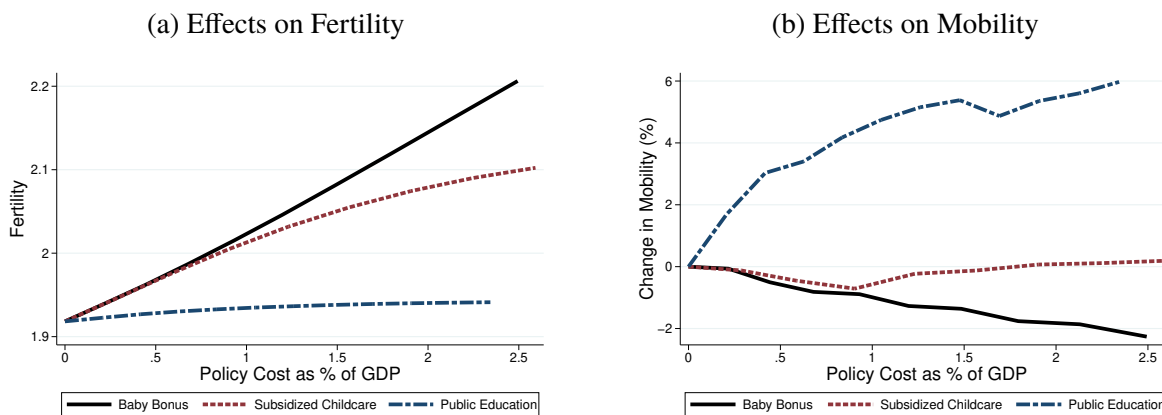 (a) Effects on Fertility
2.2
2.1
2
1.9
Fertility
0 .5 1 1.5 2 2.5
Policy Cost as % of GDP
Baby Bonus Subsidized Childcare Public Education
(b) Effects on Mobility
6
4
2
0
-2
Change in Mobility (%)
0 .5 1 1.5 2 2.5
Policy Cost as % of GDP
Baby Bonus Subsidized Childcare Public Education